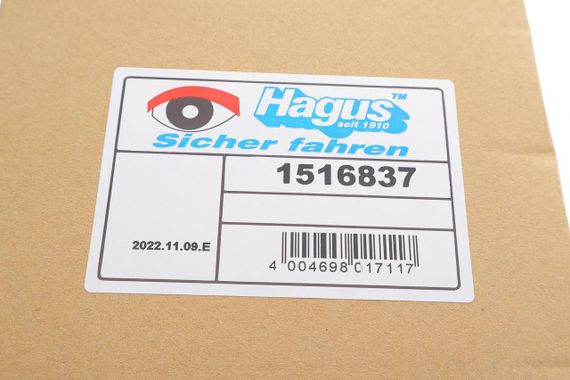 Hagus™
seit 1910
Sicher fahren
1516837
2022.11.09.E
4 004698 017117